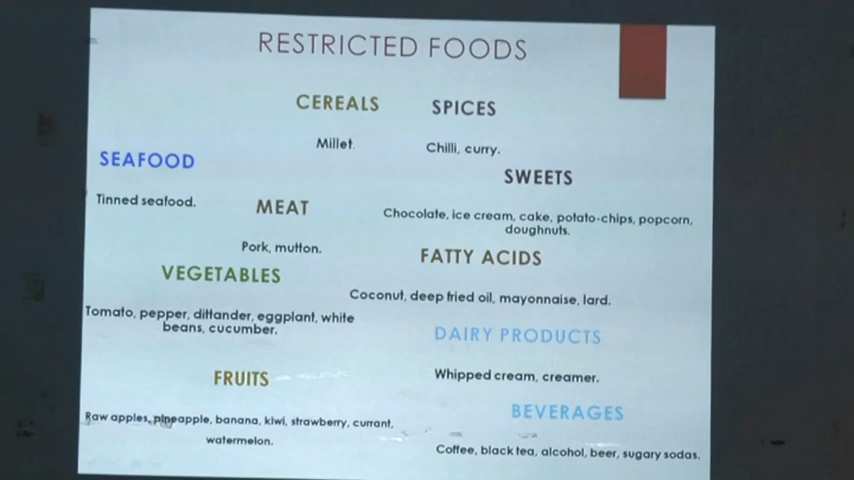 RESTRICTED FOODS
CEREALS
Millet.
SPICES
Chilli, curry.
SEAFOOD
Tinned seafood.
SWEETS
Chocolate, ice cream, cake, potato-chips, popcorn,
doughnuts.
MEAT
Pork, mutton.
FATTY ACIDS
Coconut, deep fried oil, mayonnaise, lard.
VEGETABLES
Tomato, pepper, dittander, eggplant, white
beans, cucumber.
DAIRY PRODUCTS
Whipped cream, creamer.
FRUITS
Raw apples, pineapple, banana, kiwi, strawberry, currant,
watermelon.
BEVERAGES
Coffee, black tea, alcohol, beer, sugary sodas.